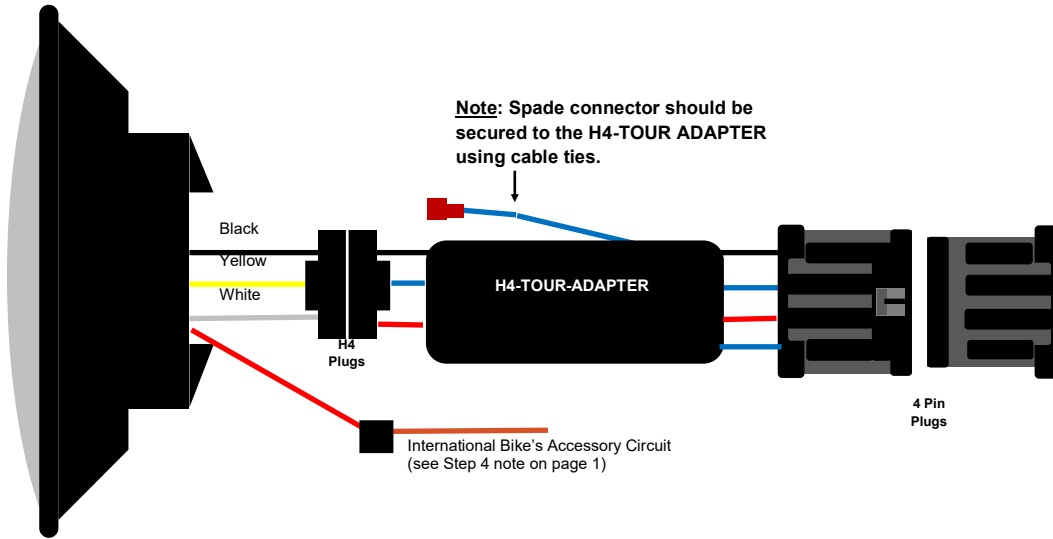 Note: Spade connector should be
secured to the H4-TOUR ADAPTER
using cable ties.
Black
Yellow
White
H4-TOUR-ADAPTER
H4
Plugs
4 Pin
Plugs
International Bike’s Accessory Circuit
(see Step 4 note on page 1)